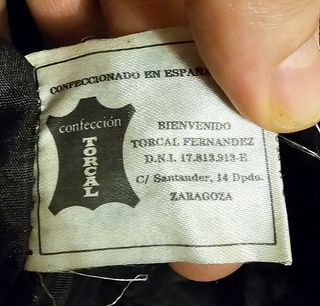 CONFECCIONADO EN ESPAÑA
confección
TORCAL
BIENVENIDO
TORCAL FERNANDEZ
D.N.I. 17.813.913-E
C/ Santander, 14 Dpdo.
ZARAGOZA